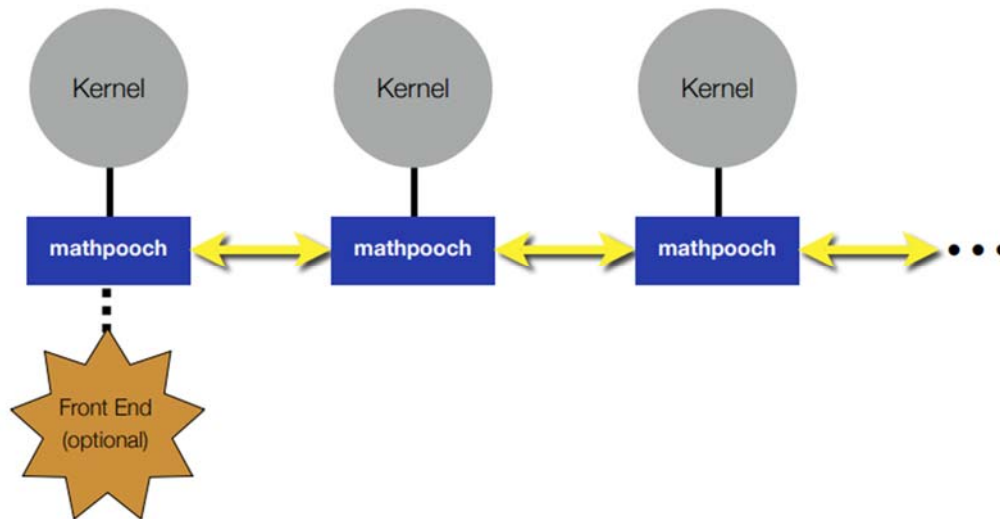 Kernel
Kernel
Kernel
mathpooch
mathpooch
mathpooch
Front End
(optional)